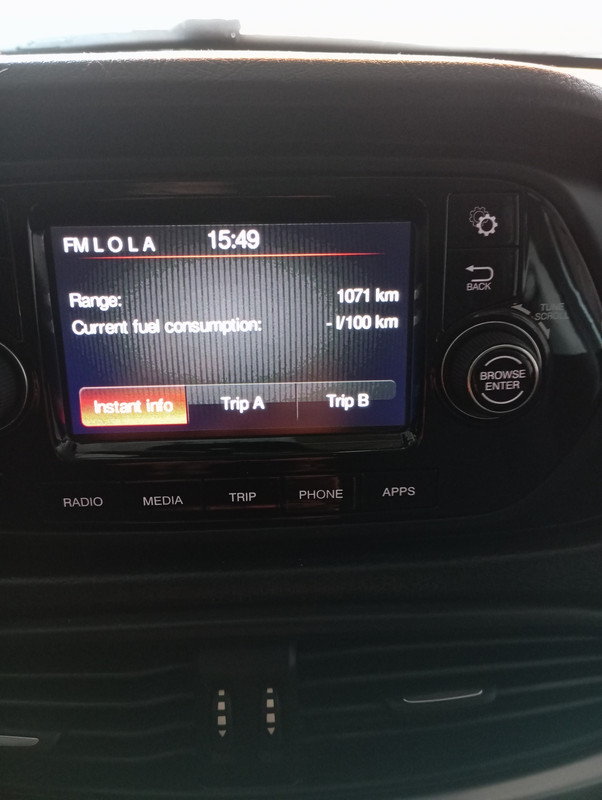 FM L O L A 15:49
Range: 1071 km
Current fuel consumption: - l/100 km
Instant info Trip A Trip B
BACK
TUNE
SCROLL
BROWSE
ENTER
RADIO MEDIA TRIP PHONE APPS